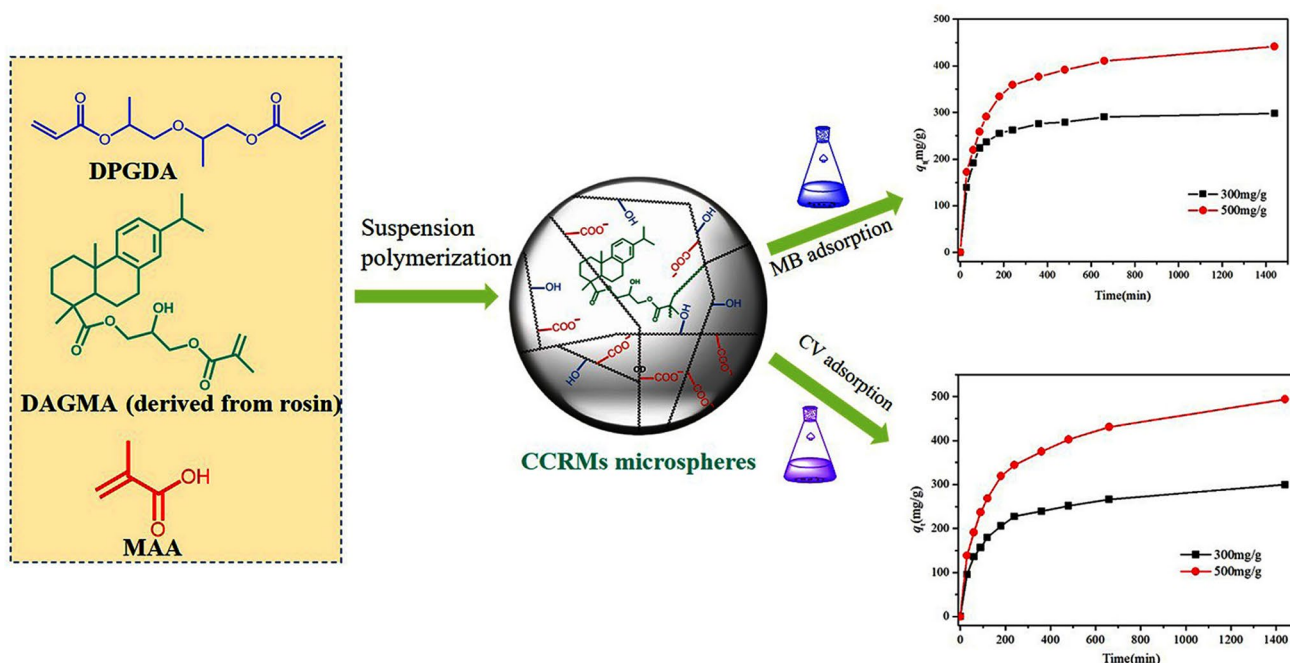 DPGDA
DAGMA (derived from rosin)
MAA
O
O
O
O
O
OH
O
O
O
O
OH
O
Suspension
polymerization
OH
COO⁻
OH
COO⁻
COO⁻
OH
O
O
O
O
OH
OH
OH
COO⁻
COO⁻
HO
COO⁻
COO⁻
COO⁻
CCRMs microspheres
MB adsorption
CV adsorption
500
400
300
200
100
0
mg/g
300mg/g
500mg/g
0 200 400 600 800 1000 1200 1400
Time(min)
500
400
300
200
100
0
qt(mg/g)
300mg/g
500mg/g
0 200 400 600 800 1000 1200 1400
Time(min)